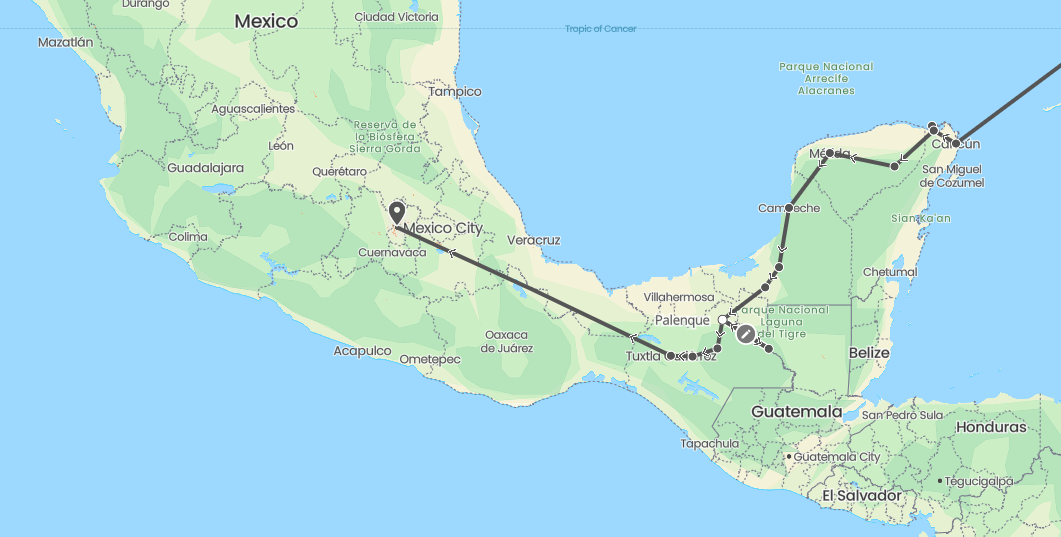 Durango
Mexico
Ciudad Victoria
Tropic of Cancer
Mazatlán
Parque Nacional
Arrecife
Alacranes
Tampico
Aguascalientes
Reserva de
la Biósfera
Sierra Gorda
León
Cancún
Mérida
Guadalajara
Querétaro
San Miguel
de Cozumel
Campeche
Sian Ka'an
Mexico City
Colima
Veracruz
Cuernavaca
Chetumal
Villahermosa
Parque Nacional
Laguna
del Tigre
Palenque
Oaxaca
de Juárez
Acapulco
Ometepec
Tuxtla Gutiérrez
Belize
Guatemala
San Pedro Sula
Honduras
Tapachula
Guatemala City
Tegucigalpa
El Salvador